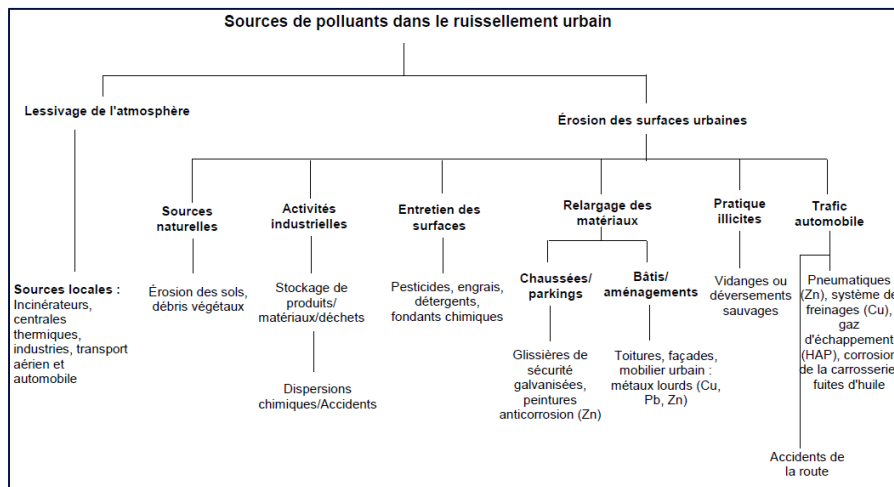 Sources de polluants dans le ruissellement urbain
Lessivage de l'atmosphère
Érosion des surfaces urbaines
Sources
naturelles
Activités
industrielles
Entretien des
surfaces
Relargage des
matériaux
Pratique
illicites
Trafic
automobile
Sources locales :
Incinérateurs,
centrales
thermiques,
industries, transport
aérien et
automobile
Érosion des sols,
débris végétaux
Stockage de
produits/
matériaux/déchets
Dispersions
chimiques/Accidents
Pesticides, engrais,
détergents,
fondants chimiques
Chaussées/
parkings
Glissières de
sécurité
galvanisées,
peintures
anticorrosion (Zn)
Bâtis/
aménagements
Toitures, façades,
mobilier urbain :
métaux lourds (Cu,
Pb, Zn)
Vidanges ou
déversements
sauvages
Pneumatiques
(Zn), système de
freinages (Cu),
gaz
d'échappement
(HAP), corrosion
de la carrosserie
fuites d'huile
Accidents de
la route